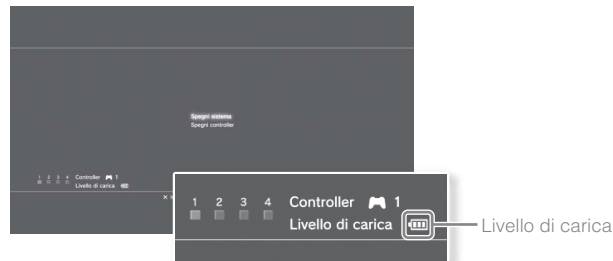 Spegni sistema
Spegni controller
1 2 3 4 Controller 1
Livello di carica
1 2 3 4 Controller 1
Livello di carica
Livello di carica